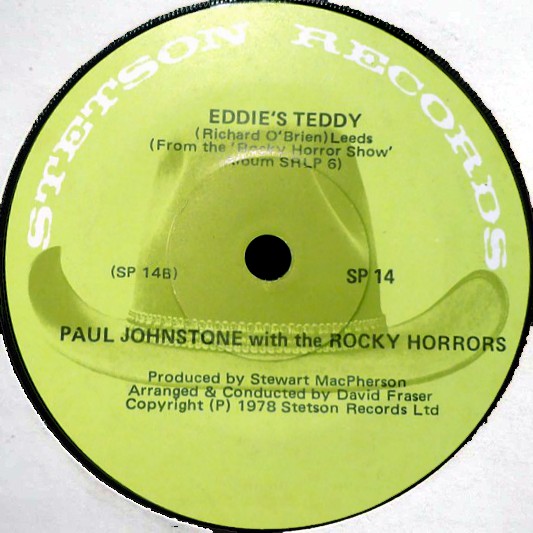 STETSON RECORDS
EDDIE'S TEDDY
(Richard O'Brien) Leeds
(From the 'Rocky Horror Show'
album SHLP 6)
(SP 14B) SP 14
PAUL JOHNSTONE with the ROCKY HORRORS
Produced by Stewart MacPherson
Arranged & Conducted by David Fraser
Copyright (P) 1978 Stetson Records Ltd